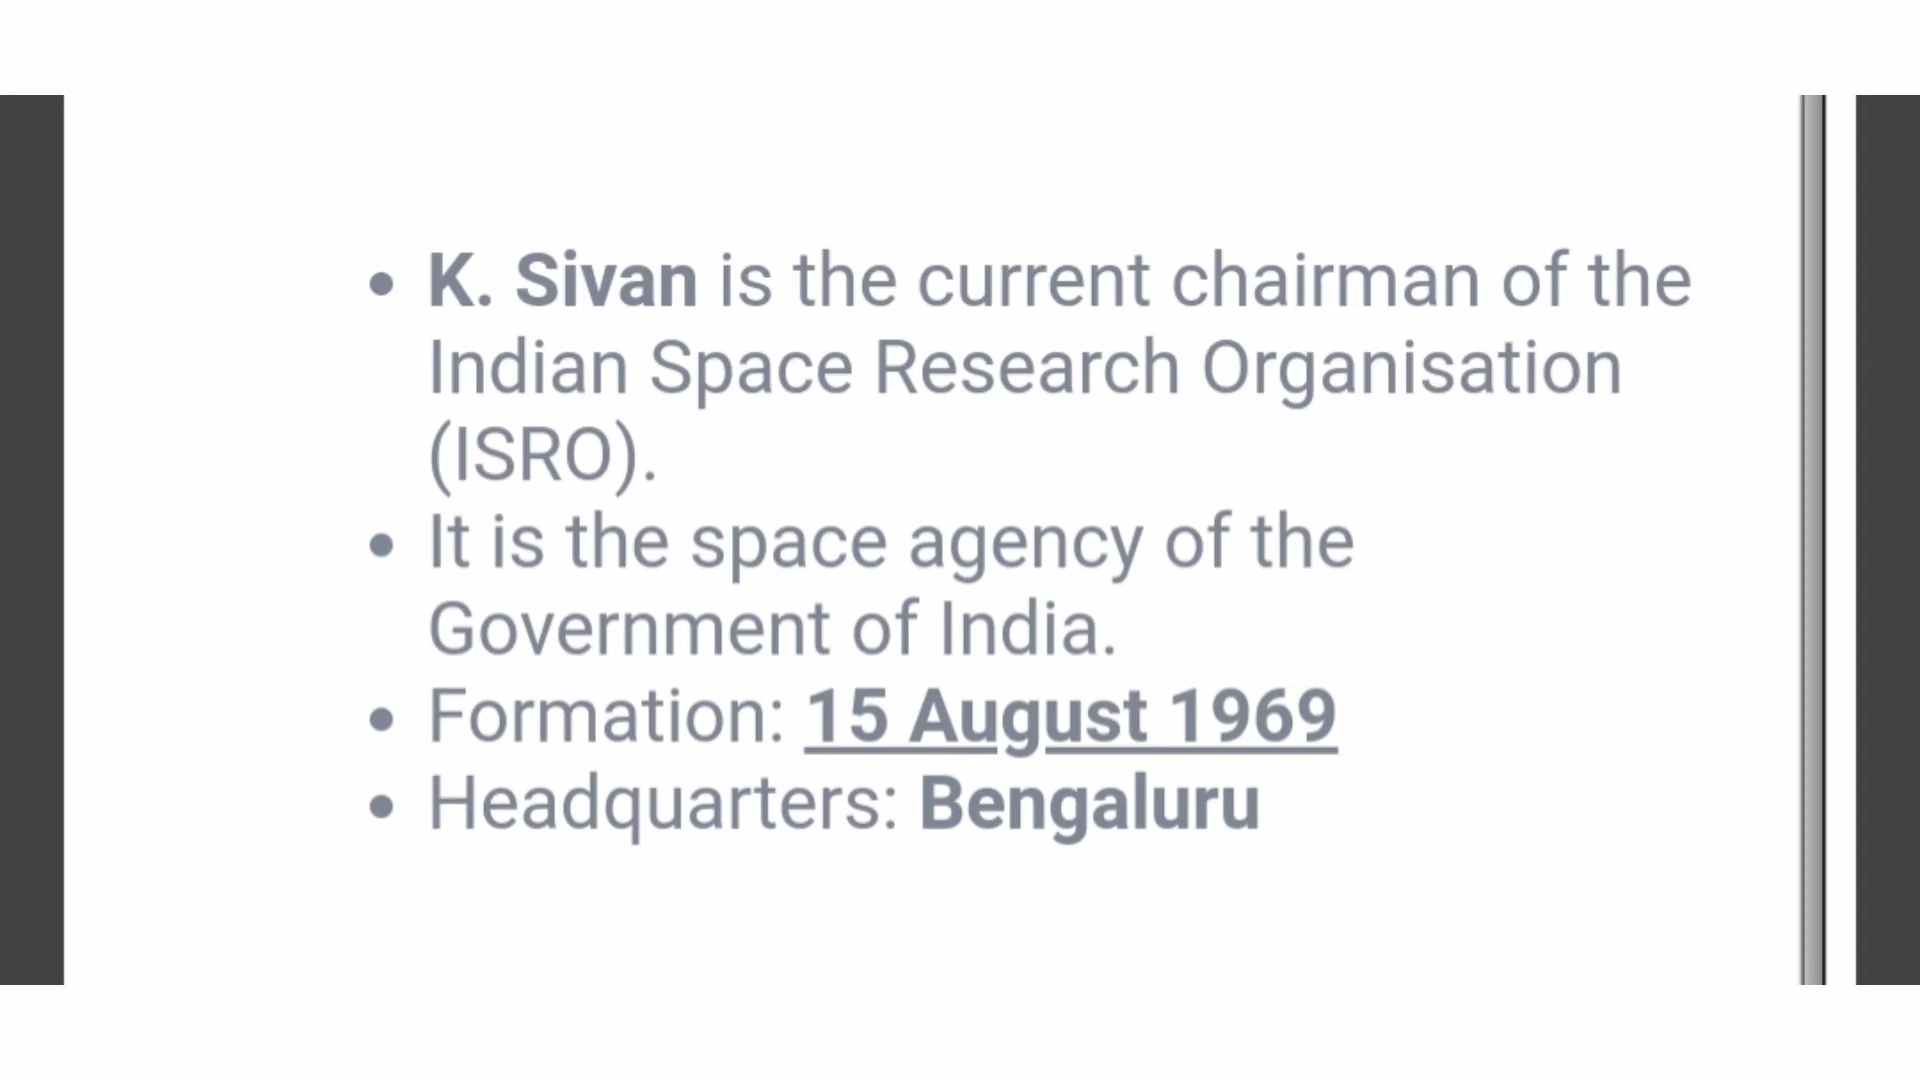 K. Sivan is the current chairman of the
Indian Space Research Organisation
(ISRO).
It is the space agency of the
Government of India.
Formation: 15 August 1969
Headquarters: Bengaluru